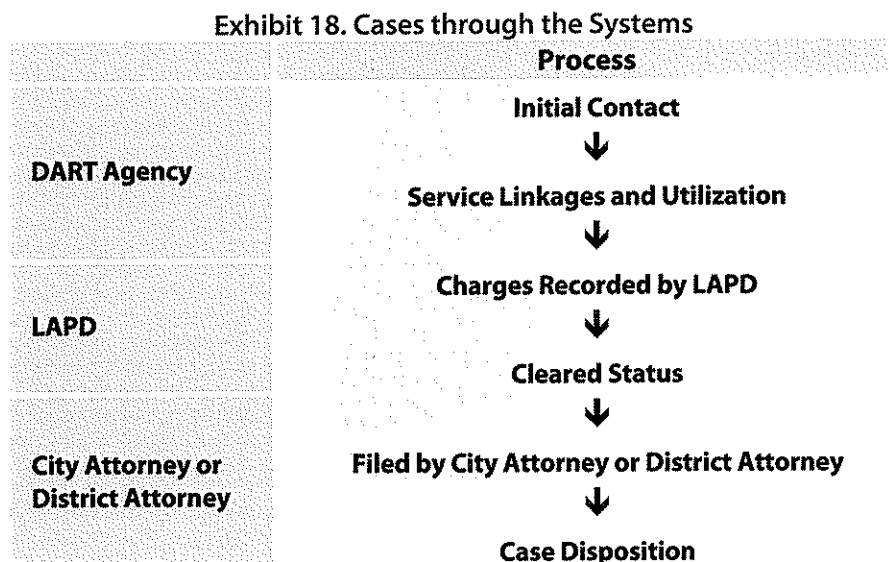 Exhibit 18. Cases through the Systems
Process
DART Agency
Initial Contact
Service Linkages and Utilization
LAPD
Charges Recorded by LAPD
Cleared Status
City Attorney or
District Attorney
Filed by City Attorney or District Attorney
Case Disposition